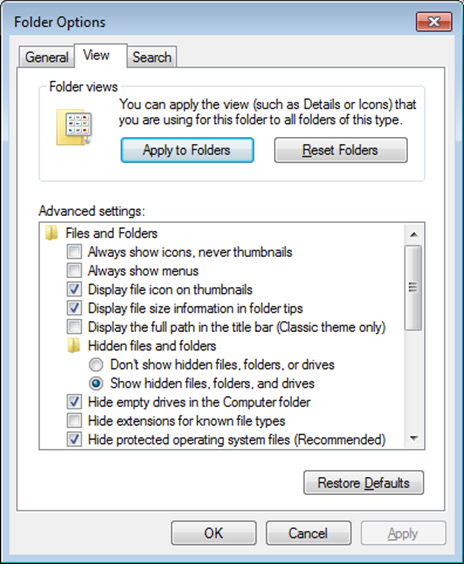 Folder Options
General View Search
Folder views
You can apply the view (such as Details or Icons) that
you are using for this folder to all folders of this type.
Apply to Folders Reset Folders
Advanced settings:
Files and Folders
Always show icons, never thumbnails
Always show menus
Display file icon on thumbnails
Display file size information in folder tips
Display the full path in the title bar (Classic theme only)
Hidden files and folders
Don't show hidden files, folders, or drives
Show hidden files, folders, and drives
Hide empty drives in the Computer folder
Hide extensions for known file types
Hide protected operating system files (Recommended)
Restore Defaults
OK Cancel Apply